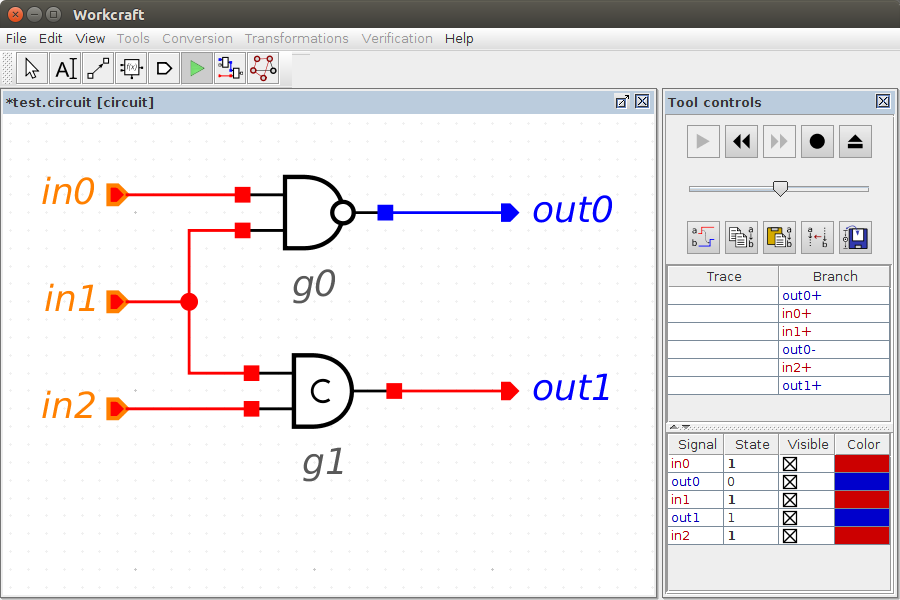 Workcraft
File Edit View Tools Conversion Transformations Verification Help
A f(x)
*test.circuit [circuit]
Tool controls
in0
out0
g0
in1
in2
C
out1
g1
a b a b a b a b
Trace Branch
out0+
in0+
in1+
out0-
in2+
out1+
Signal State Visible Color
in0 1
out0 0
in1 1
out1 1
in2 1